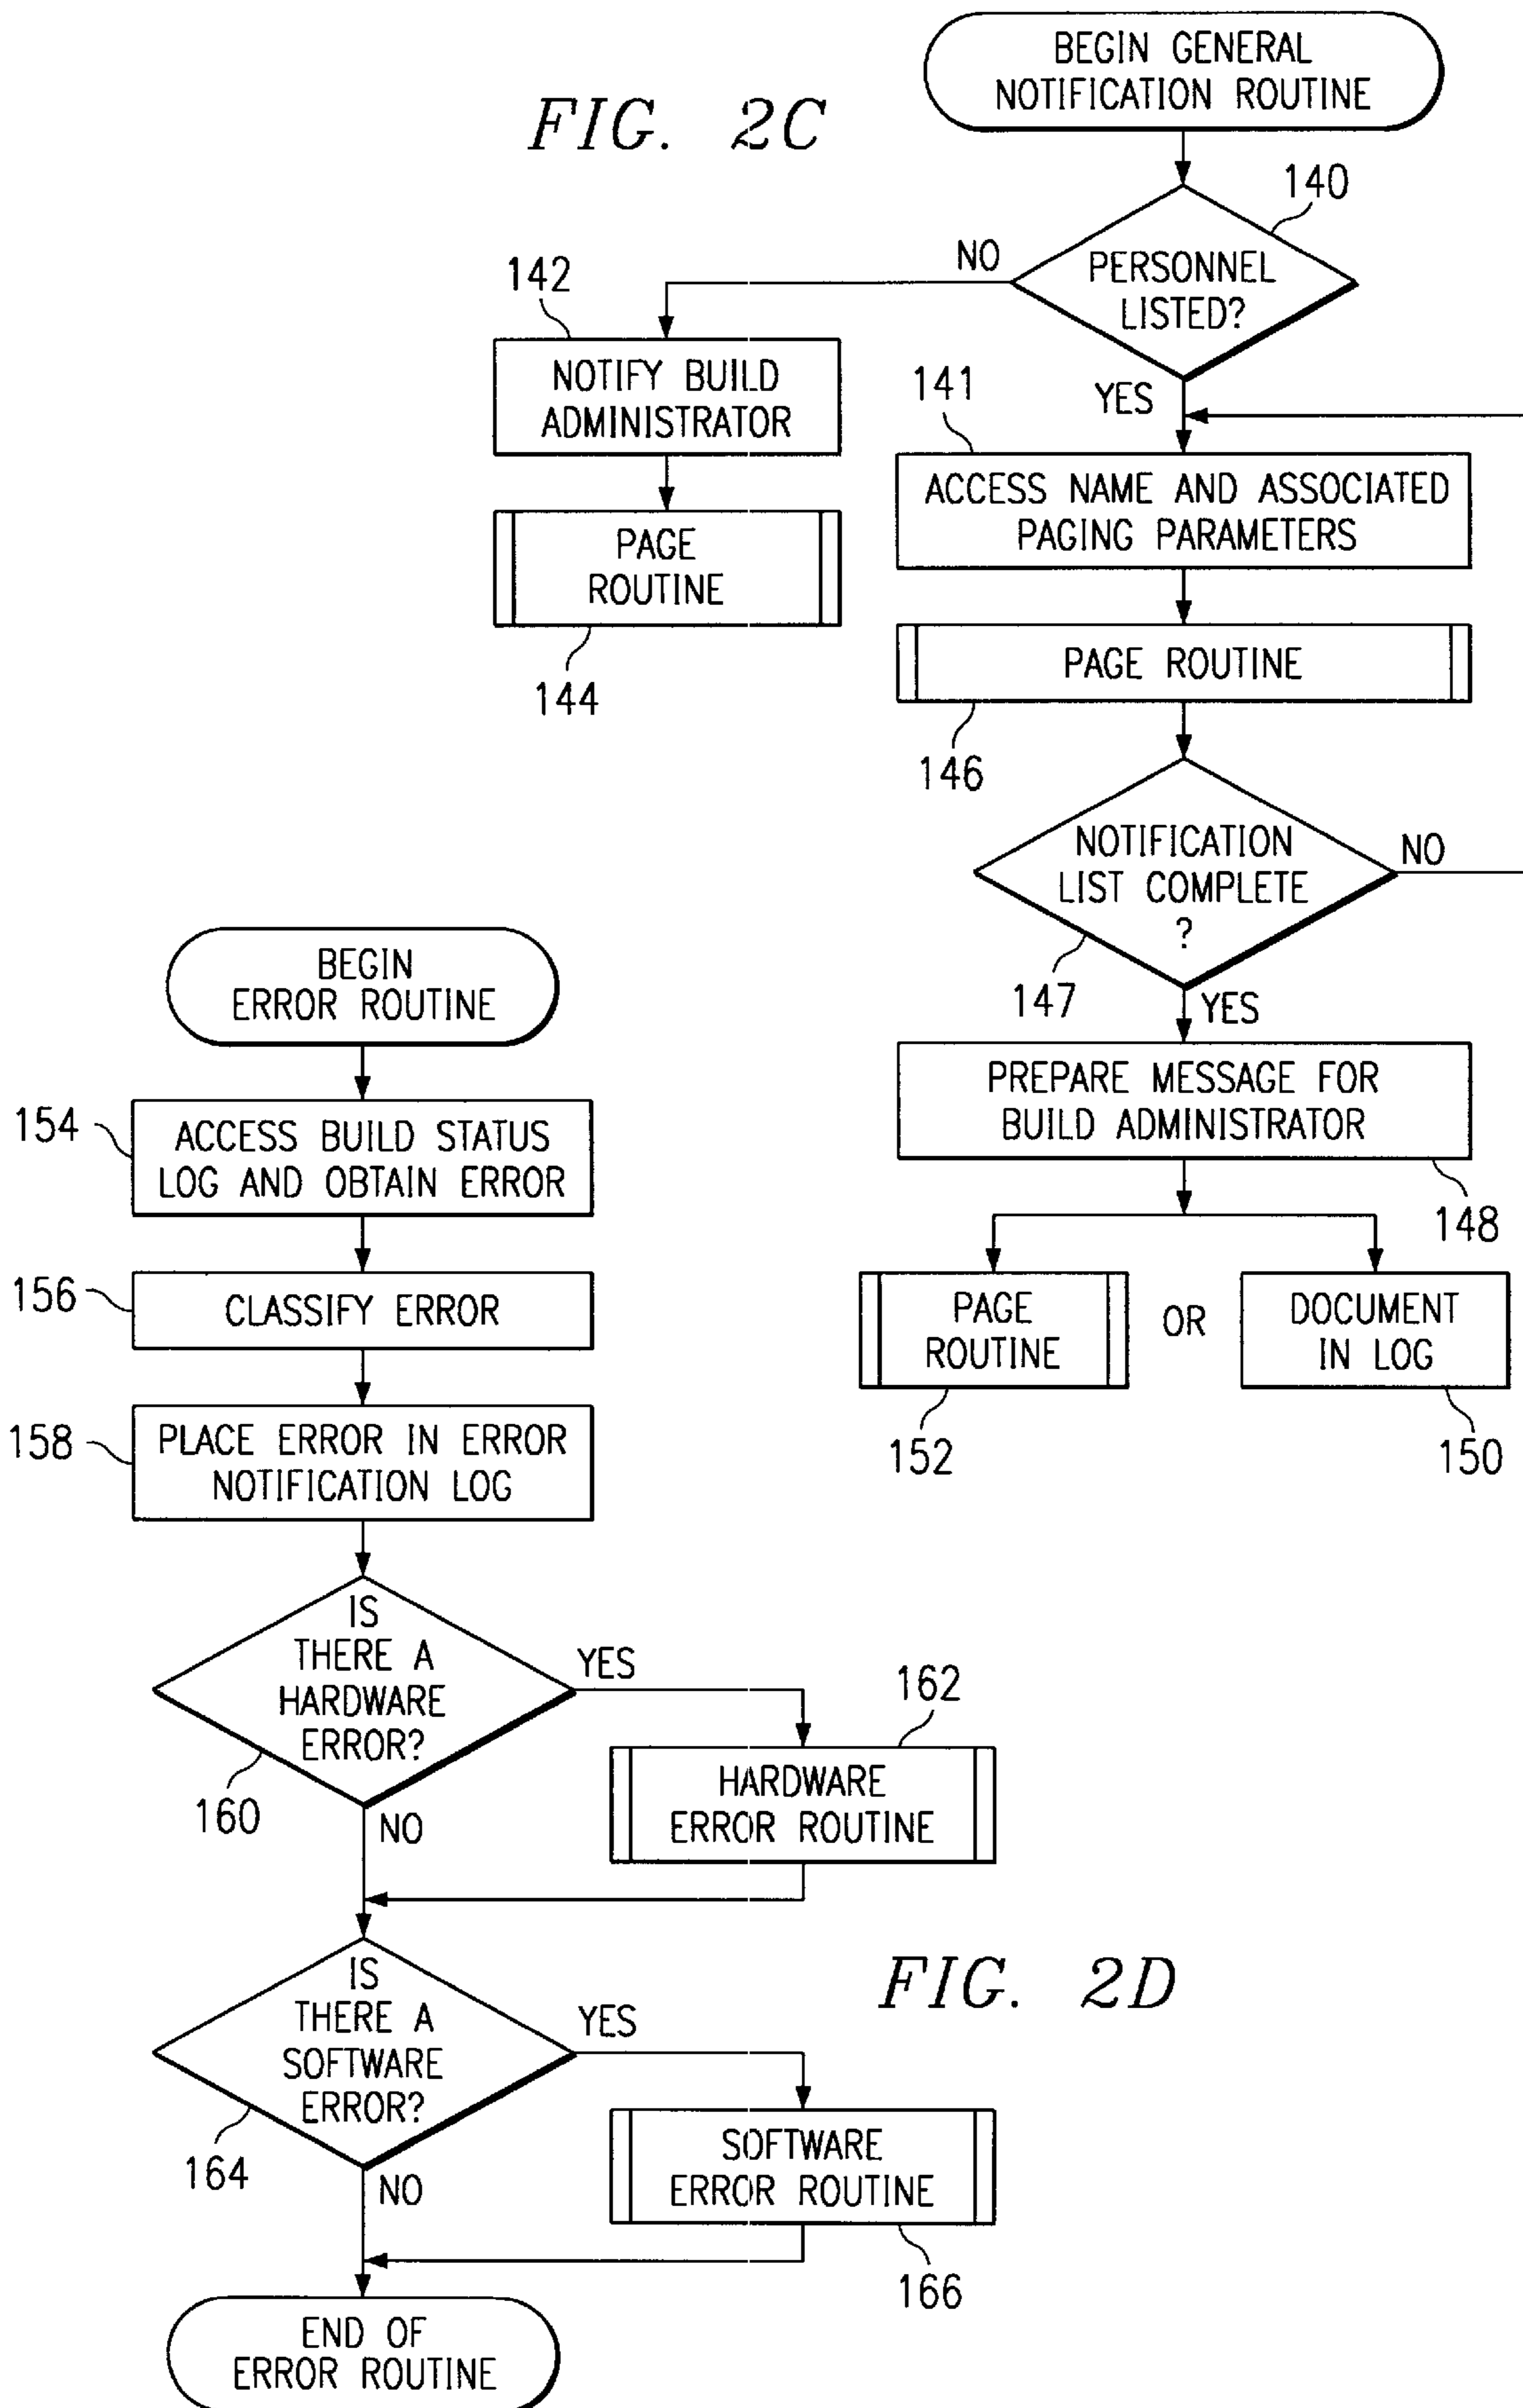 FIG. 2C
BEGIN GENERAL
NOTIFICATION ROUTINE
140
PERSONNEL
LISTED?
NO
YES
142
NOTIFY BUILD
ADMINISTRATOR
PAGE
ROUTINE
144
141
ACCESS NAME AND ASSOCIATED
PAGING PARAMETERS
PAGE ROUTINE
146
NOTIFICATION
LIST COMPLETE
?
NO
147
YES
PREPARE MESSAGE FOR
BUILD ADMINISTRATOR
148
PAGE
ROUTINE
OR
DOCUMENT
IN LOG
152
150
BEGIN
ERROR ROUTINE
154
ACCESS BUILD STATUS
LOG AND OBTAIN ERROR
156
CLASSIFY ERROR
158
PLACE ERROR IN ERROR
NOTIFICATION LOG
IS
THERE A
HARDWARE
ERROR?
YES
160
NO
162
HARDWARE
ERROR ROUTINE
FIG. 2D
IS
THERE A
SOFTWARE
ERROR?
YES
164
NO
SOFTWARE
ERROR ROUTINE
166
END OF
ERROR ROUTINE